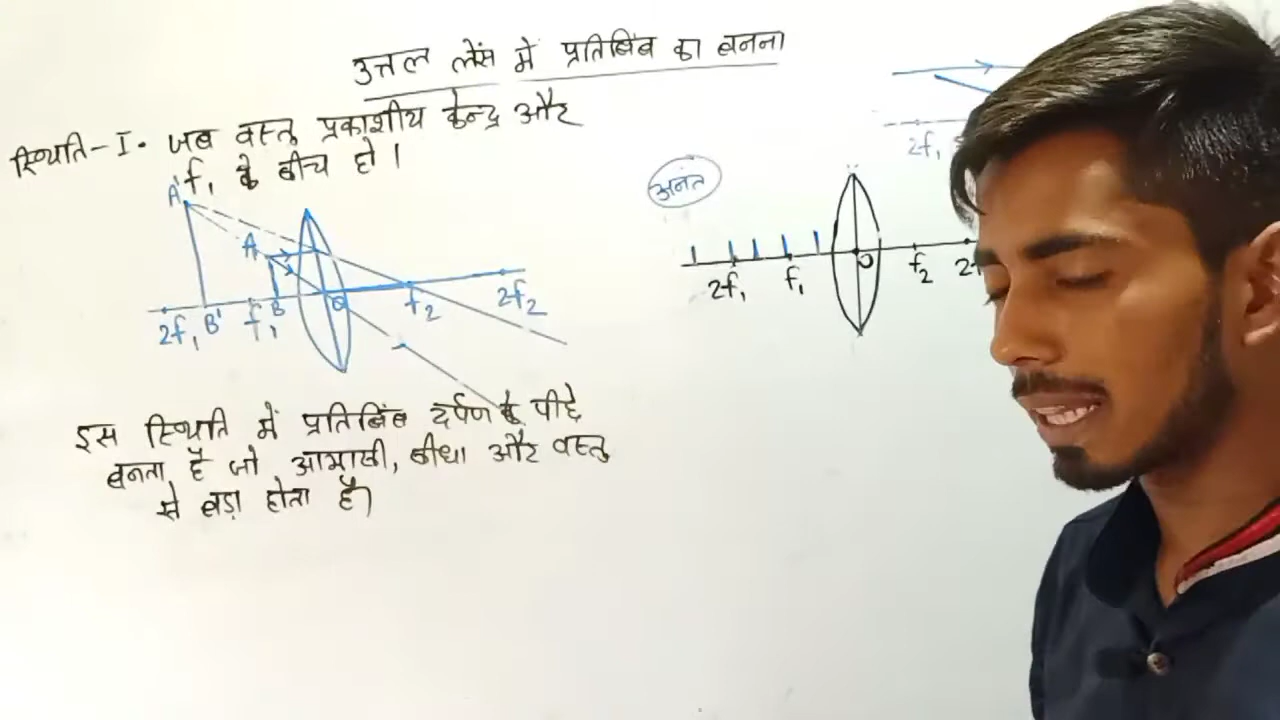 उत्तल लेंस में प्रतिबिंब का बनना
स्थिति-I. जब वस्तु प्रकाशीय केन्द्र और
f₁ के बीच हो।
A'
A
2f₁ B' f₁ B O f₂ 2f₂
इस स्थिति में प्रतिबिंब दर्पण के पीछे
बनता है जो आभासी, सीधा और वस्तु
से बड़ा होता है।
2f₁
अनंत
2f₁ f₁ O f₂